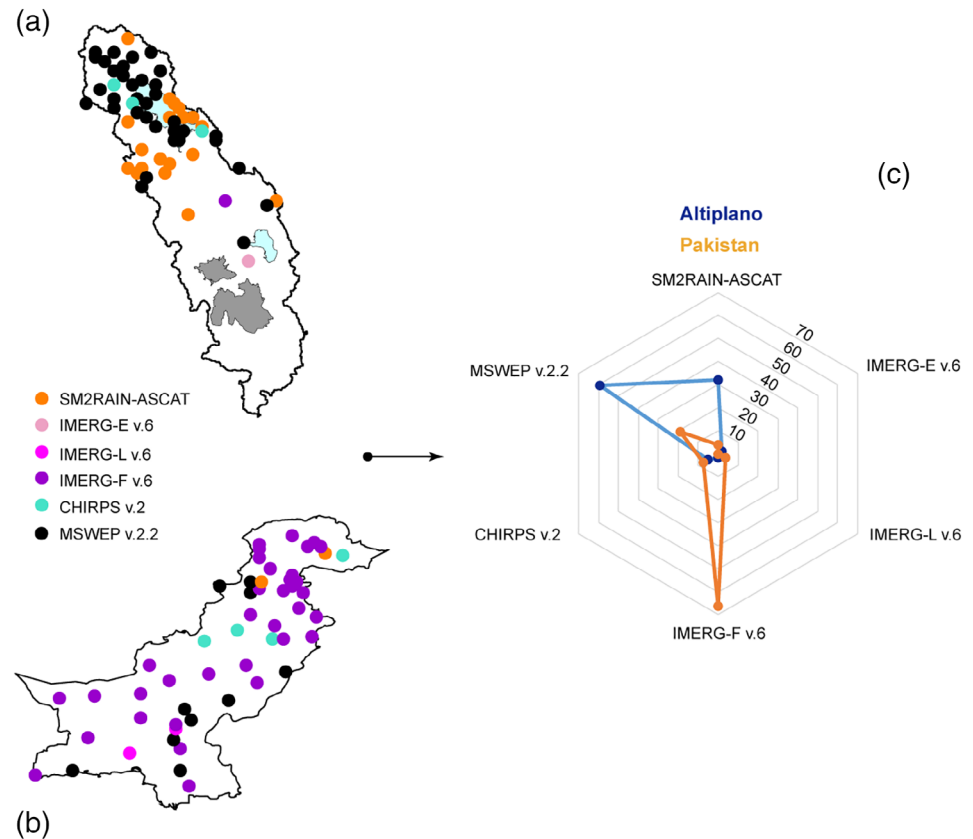 (a)
SM2RAIN-ASCAT
IMERG-E v.6
IMERG-L v.6
IMERG-F v.6
CHIRPS v.2
MSWEP v.2.2
(b)
(c)
Altiplano
Pakistan
SM2RAIN-ASCAT
70
60
50
40
30
20
10
MSWEP v.2.2
IMERG-E v.6
CHIRPS v.2
IMERG-L v.6
IMERG-F v.6